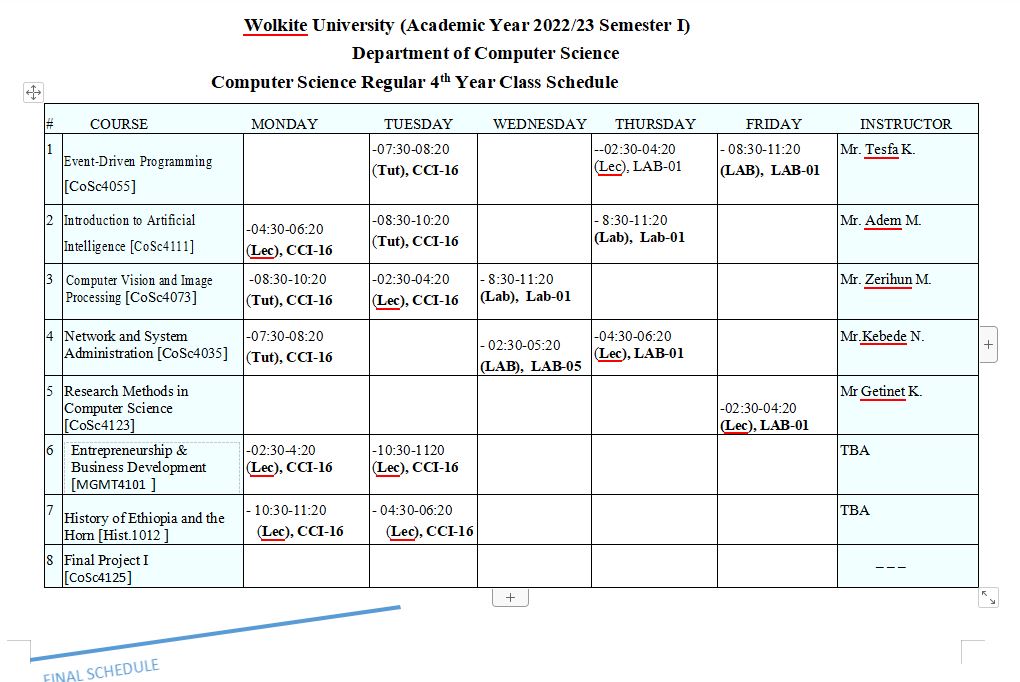 Wolkite University (Academic Year 2022/23 Semester I)
Department of Computer Science
Computer Science Regular 4th Year Class Schedule
# COURSE MONDAY TUESDAY WEDNESDAY THURSDAY FRIDAY INSTRUCTOR
1 Event-Driven Programming [CoSc4055]
-07:30-08:20
(Tut), CCI-16
--02:30-04:20
(Lec), LAB-01
- 08:30-11:20
(LAB), LAB-01
Mr. Tesfa K.
2 Introduction to Artificial
Intelligence [CoSc4111]
-04:30-06:20
(Lec), CCI-16
-08:30-10:20
(Tut), CCI-16
- 8:30-11:20
(Lab), Lab-01
Mr. Adem M.
3 Computer Vision and Image
Processing [CoSc4073]
-08:30-10:20
(Tut), CCI-16
-02:30-04:20
(Lec), CCI-16
- 8:30-11:20
(Lab), Lab-01
Mr. Zerihun M.
4 Network and System
Administration [CoSc4035]
-07:30-08:20
(Tut), CCI-16
- 02:30-05:20
(LAB), LAB-05
-04:30-06:20
(Lec), LAB-01
Mr.Kebede N.
5 Research Methods in
Computer Science
[CoSc4123]
-02:30-04:20
(Lec), LAB-01
Mr Getinet K.
6 Entrepreneurship &
Business Development
[MGMT4101 ]
-02:30-4:20
(Lec), CCI-16
-10:30-1120
(Lec), CCI-16
TBA
7 History of Ethiopia and the
Horn [Hist.1012 ]
- 10:30-11:20
(Lec), CCI-16
- 04:30-06:20
(Lec), CCI-16
TBA
8 Final Project I
[CoSc4125]
---
FINAL SCHEDULE